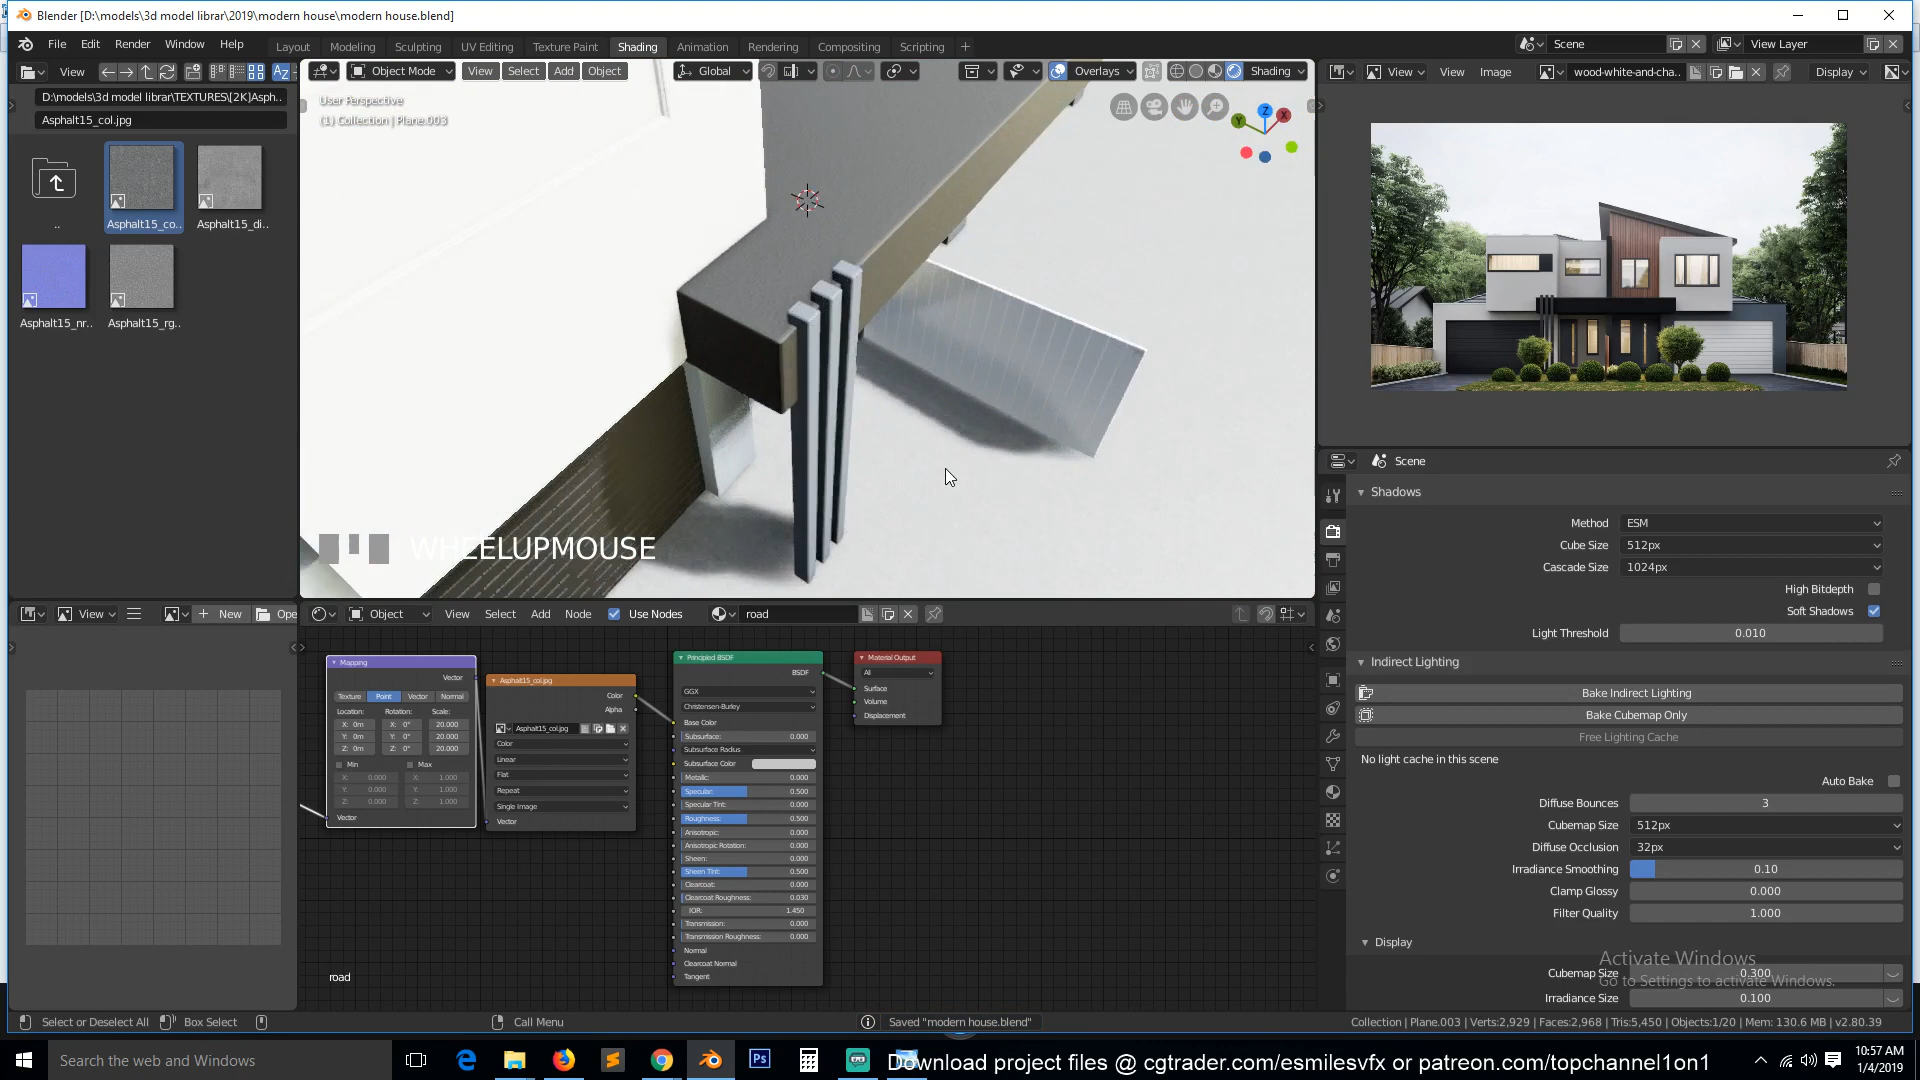 Blender [D:\models\3d model librar\2019\modern house\modern house.blend]
File Edit Render Window Help
Layout Modeling Sculpting UV Editing Texture Paint Shading Animation Rendering Compositing Scripting +
Scene
View Layer
View
D:\models\3d model librar\TEXTURES\[2K]Asph..
Asphalt15_col.jpg
..
Asphalt15_co..
Asphalt15_di..
Asphalt15_nr..
Asphalt15_rg..
Object Mode View Select Add Object
Global
Overlays
Shading
User Perspective
(1) Collection | Plane.003
Z
X
Y
WHEELUPMOUSE
View View Image
wood-white-and-cha..
Display
Scene
Shadows
Method ESM
Cube Size 512px
Cascade Size 1024px
High Bitdepth
Soft Shadows
Light Threshold 0.010
Indirect Lighting
Bake Indirect Lighting
Bake Cubemap Only
Free Lighting Cache
No light cache in this scene
Auto Bake
Diffuse Bounces 3
Cubemap Size 512px
Diffuse Occlusion 32px
Irradiance Smoothing 0.10
Clamp Glossy 0.000
Filter Quality 1.000
Display
Cubemap Size 0.300
Irradiance Size 0.100
Activate Windows
Go to Settings to activate Windows.
View
New
Ope
Object View Select Add Node Use Nodes
road
Mapping
Vector
Texture Point Vector Normal
Location: Rotation: Scale:
X: 0m X: 0° 20.000
Y: 0m Y: 0° 20.000
Z: 0m Z: 0° 20.000
Min Max
X: 0.000 X: 1.000
Y: 0.000 Y: 1.000
Z: 0.000 Z: 1.000
Vector
Asphalt15_col.jpg
Color
Alpha
Asphalt15_col.jpg
Color
Linear
Flat
Repeat
Single Image
Vector
Principled BSDF
BSDF
GGX
Christensen-Burley
Base Color
Subsurface: 0.000
Subsurface Radius
Subsurface Color
Metallic: 0.000
Specular: 0.500
Specular Tint: 0.000
Roughness: 0.500
Anisotropic: 0.000
Anisotropic Rotation: 0.000
Sheen: 0.000
Sheen Tint: 0.500
Clearcoat: 0.000
Clearcoat Roughness: 0.030
IOR: 1.450
Transmission: 0.000
Transmission Roughness: 0.000
Normal
Clearcoat Normal
Tangent
Material Output
All
Surface
Volume
Displacement
road
Select or Deselect All
Box Select
Call Menu
Saved "modern house.blend"
Collection | Plane.003 | Verts:2,929 | Faces:2,968 | Tris:5,450 | Objects:1/20 | Mem: 130.6 MB | v2.80.39
Search the web and Windows
Download project files @ cgtrader.com/esmilesvfx or patreon.com/topchannel1on1
10:57 AM
1/4/2019